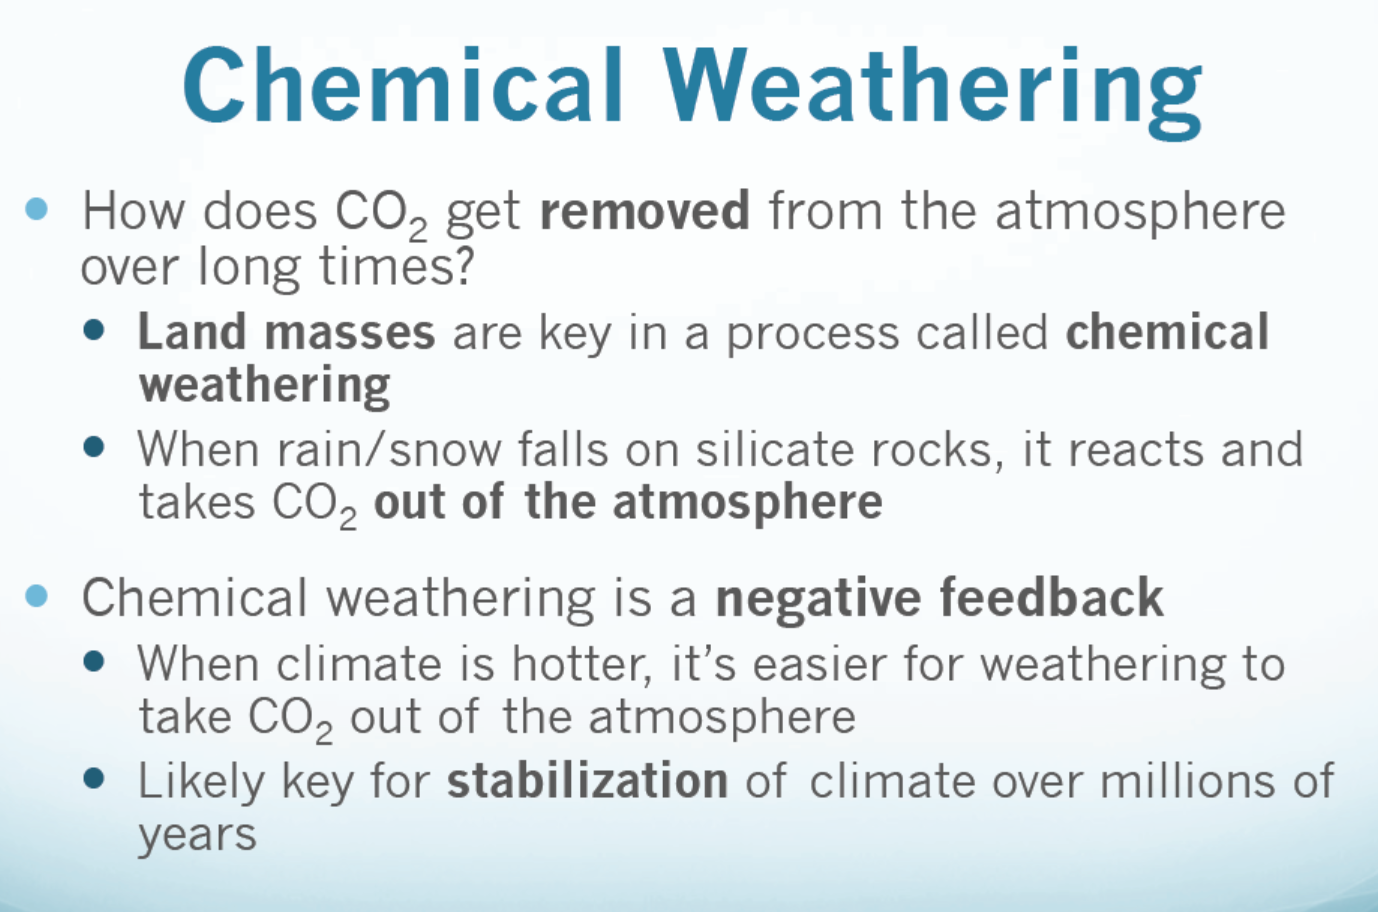 Chemical Weathering
• How does CO₂ get removed from the atmosphere
over long times?
• Land masses are key in a process called chemical
weathering
• When rain/snow falls on silicate rocks, it reacts and
takes CO₂ out of the atmosphere
• Chemical weathering is a negative feedback
• When climate is hotter, it’s easier for weathering to
take CO₂ out of the atmosphere
• Likely key for stabilization of climate over millions of
years